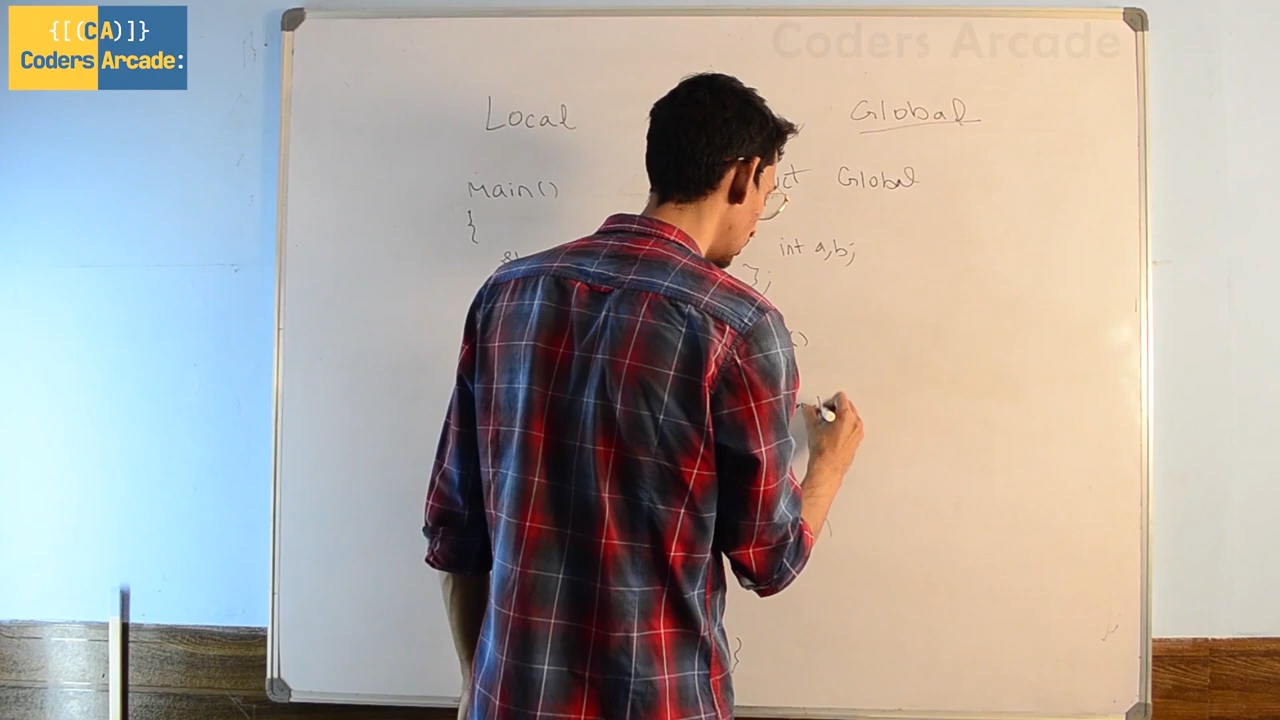 {[(CA)]}
Coders Arcade:
Coders Arcade
Local
Global
Main()
Global
{
int a,b;
};
()
}